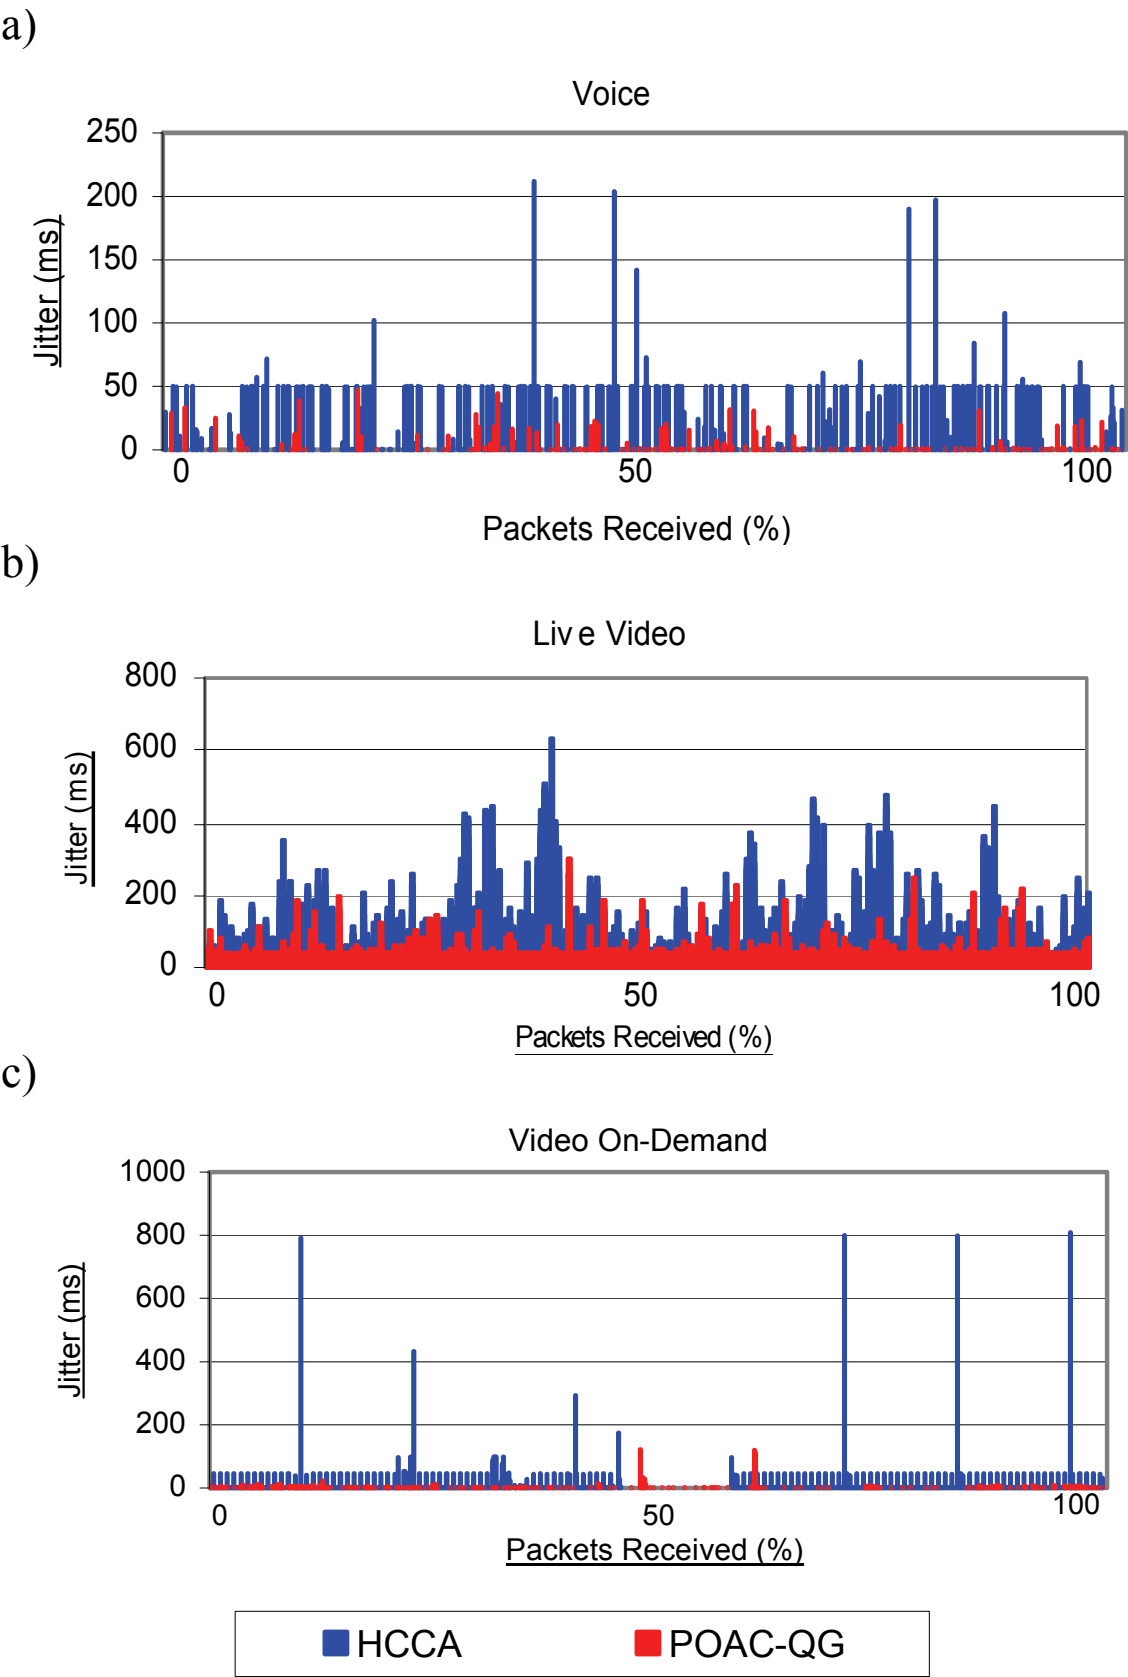 a)
Voice
250
200
150
100
50
0
Jitter (ms)
0 50 100
Packets Received (%)
b)
Live Video
800
600
400
200
0
Jitter (ms)
0 50 100
Packets Received (%)
c)
Video On-Demand
1000
800
600
400
200
0
Jitter (ms)
0 50 100
Packets Received (%)
HCCA POAC-QG